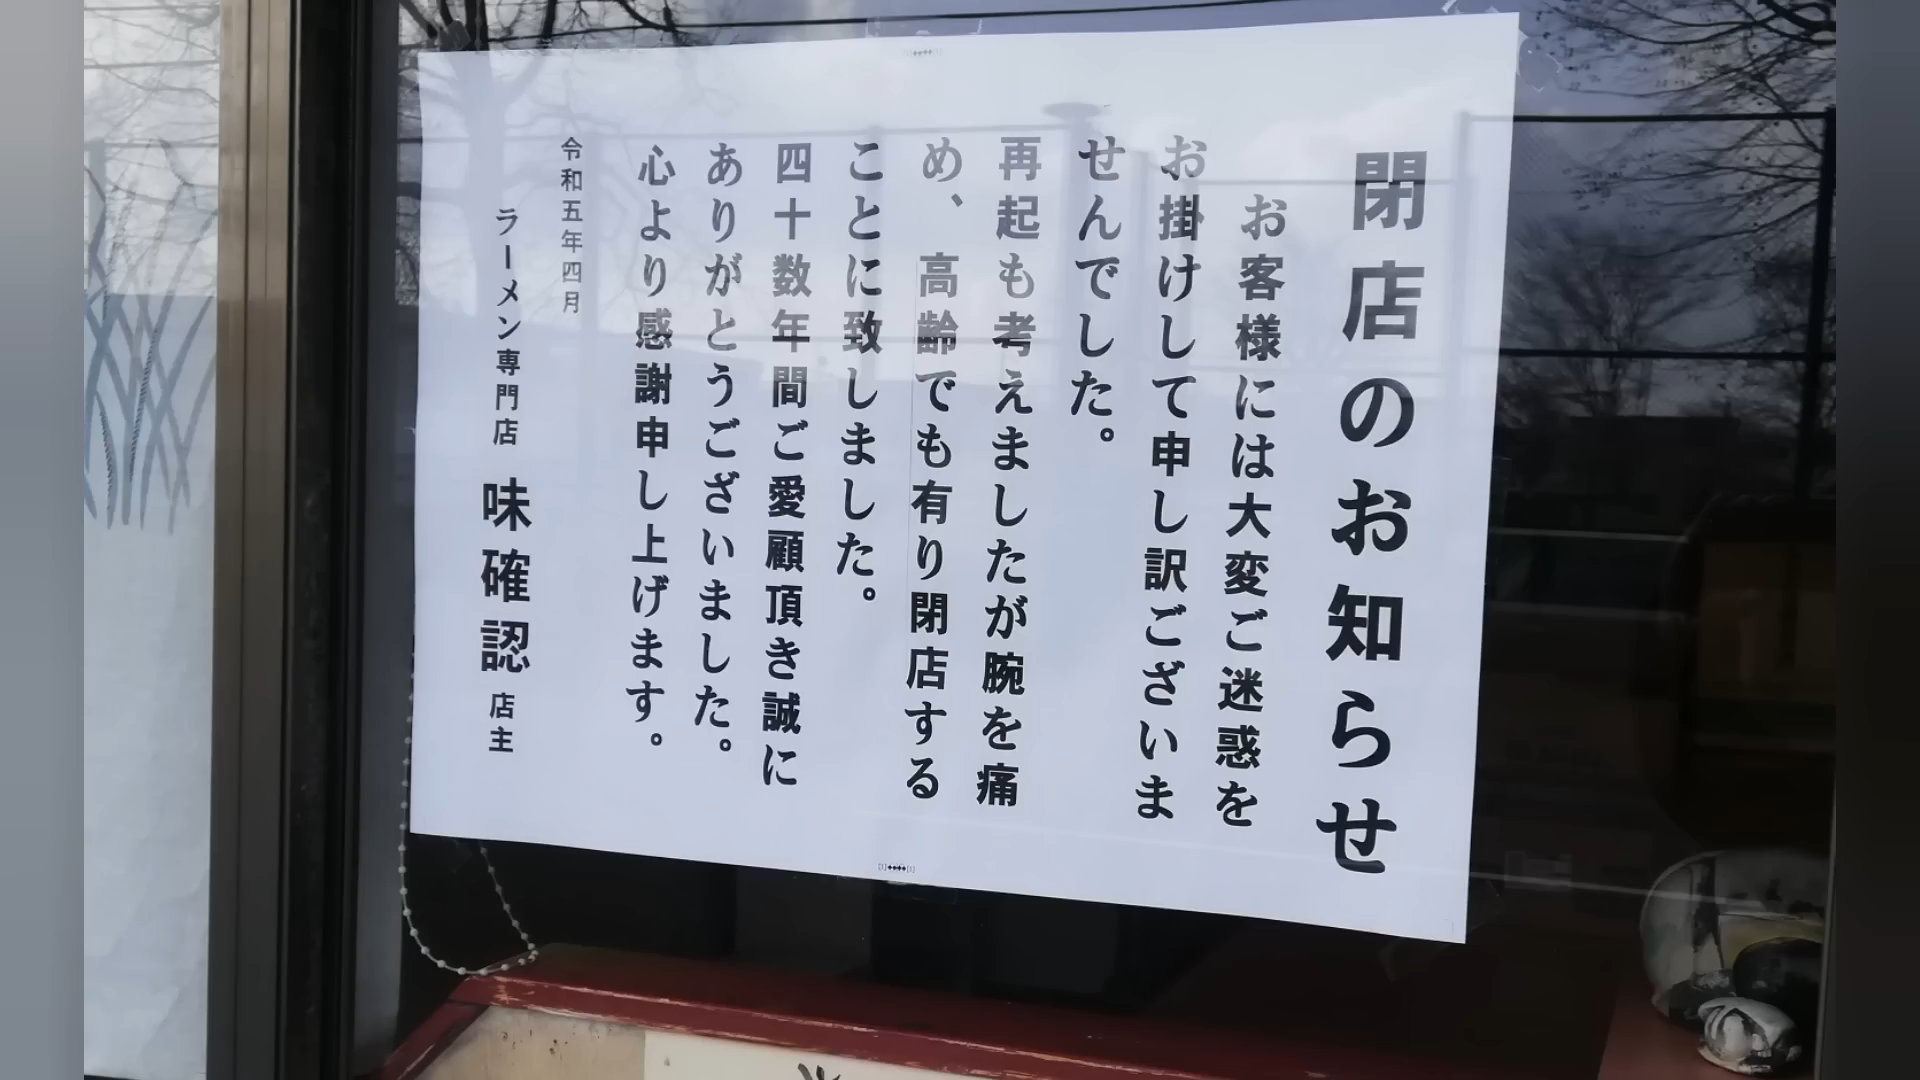 閉店のお知らせ
お客様には大変ご迷惑を
お掛けして申し訳ございま
せんでした。
再起も考えましたが腕を痛
め、高齢でも有り閉店する
ことに致しました。
四十数年間ご愛顧頂き誠に
ありがとうございました。
心より感謝申し上げます。
令和五年四月
ラーメン専門店 味確認 店主